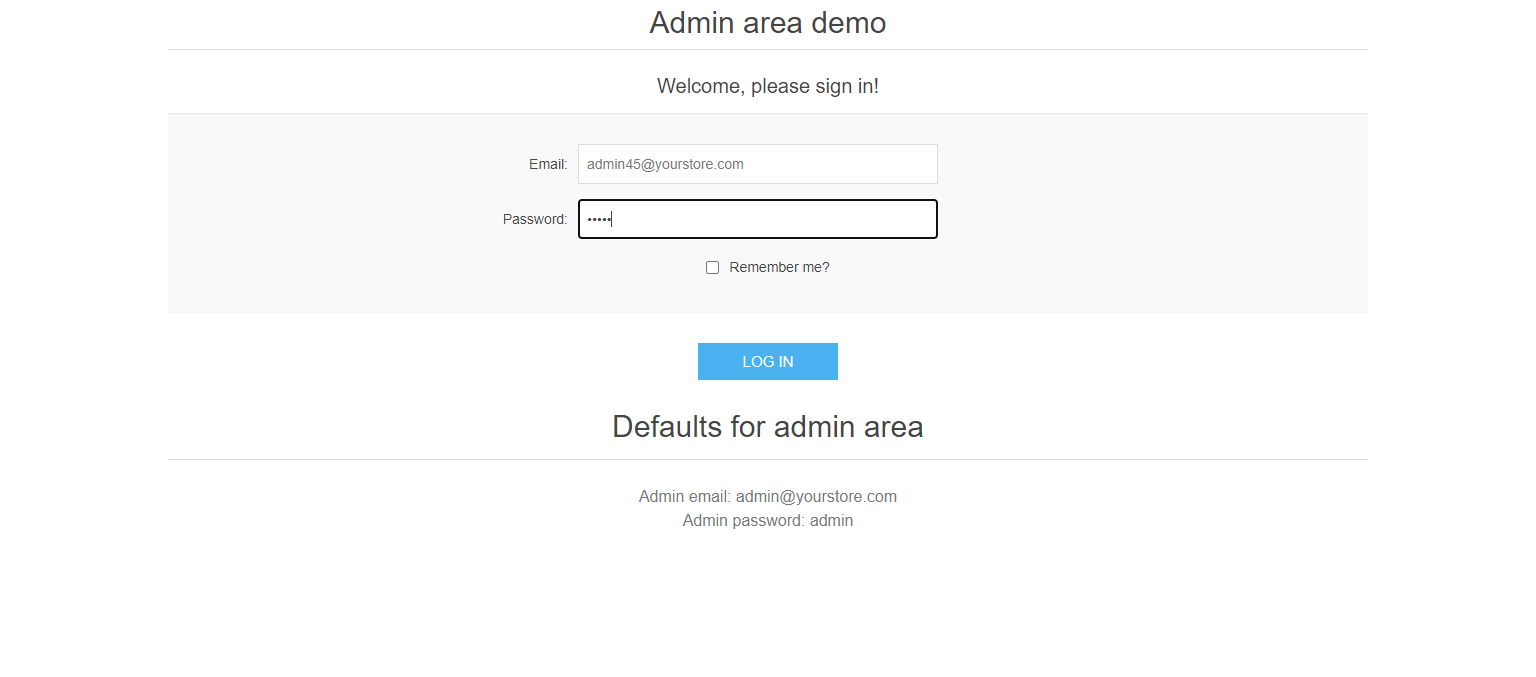 Admin area demo
Welcome, please sign in!
Email: admin45@yourstore.com
Password: •••••
Remember me?
LOG IN
Defaults for admin area
Admin email: admin@yourstore.com
Admin password: admin